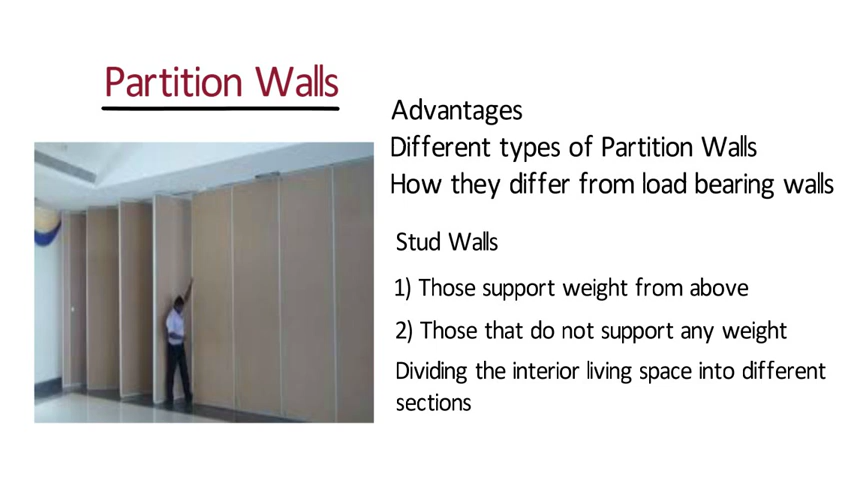 Partition Walls
Advantages
Different types of Partition Walls
How they differ from load bearing walls
Stud Walls
1) Those support weight from above
2) Those that do not support any weight
Dividing the interior living space into different
sections